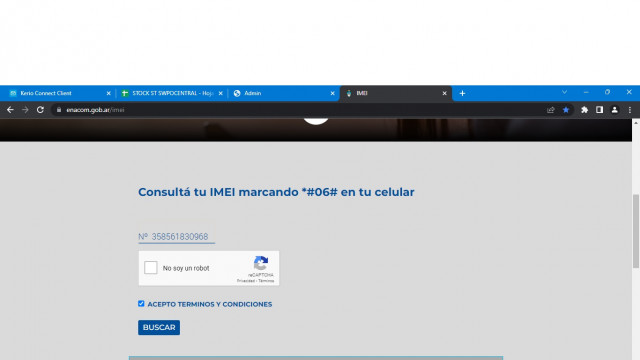 Kerio Connect Client
STOCK ST SWPOCENTRAL - Hoja
Admin
IMEI
enacom.gob.ar/imei
Consultá tu IMEI marcando *#06# en tu celular
Nº 358561830968
No soy un robot
reCAPTCHA
Privacidad - Términos
ACEPTO TERMINOS Y CONDICIONES
BUSCAR